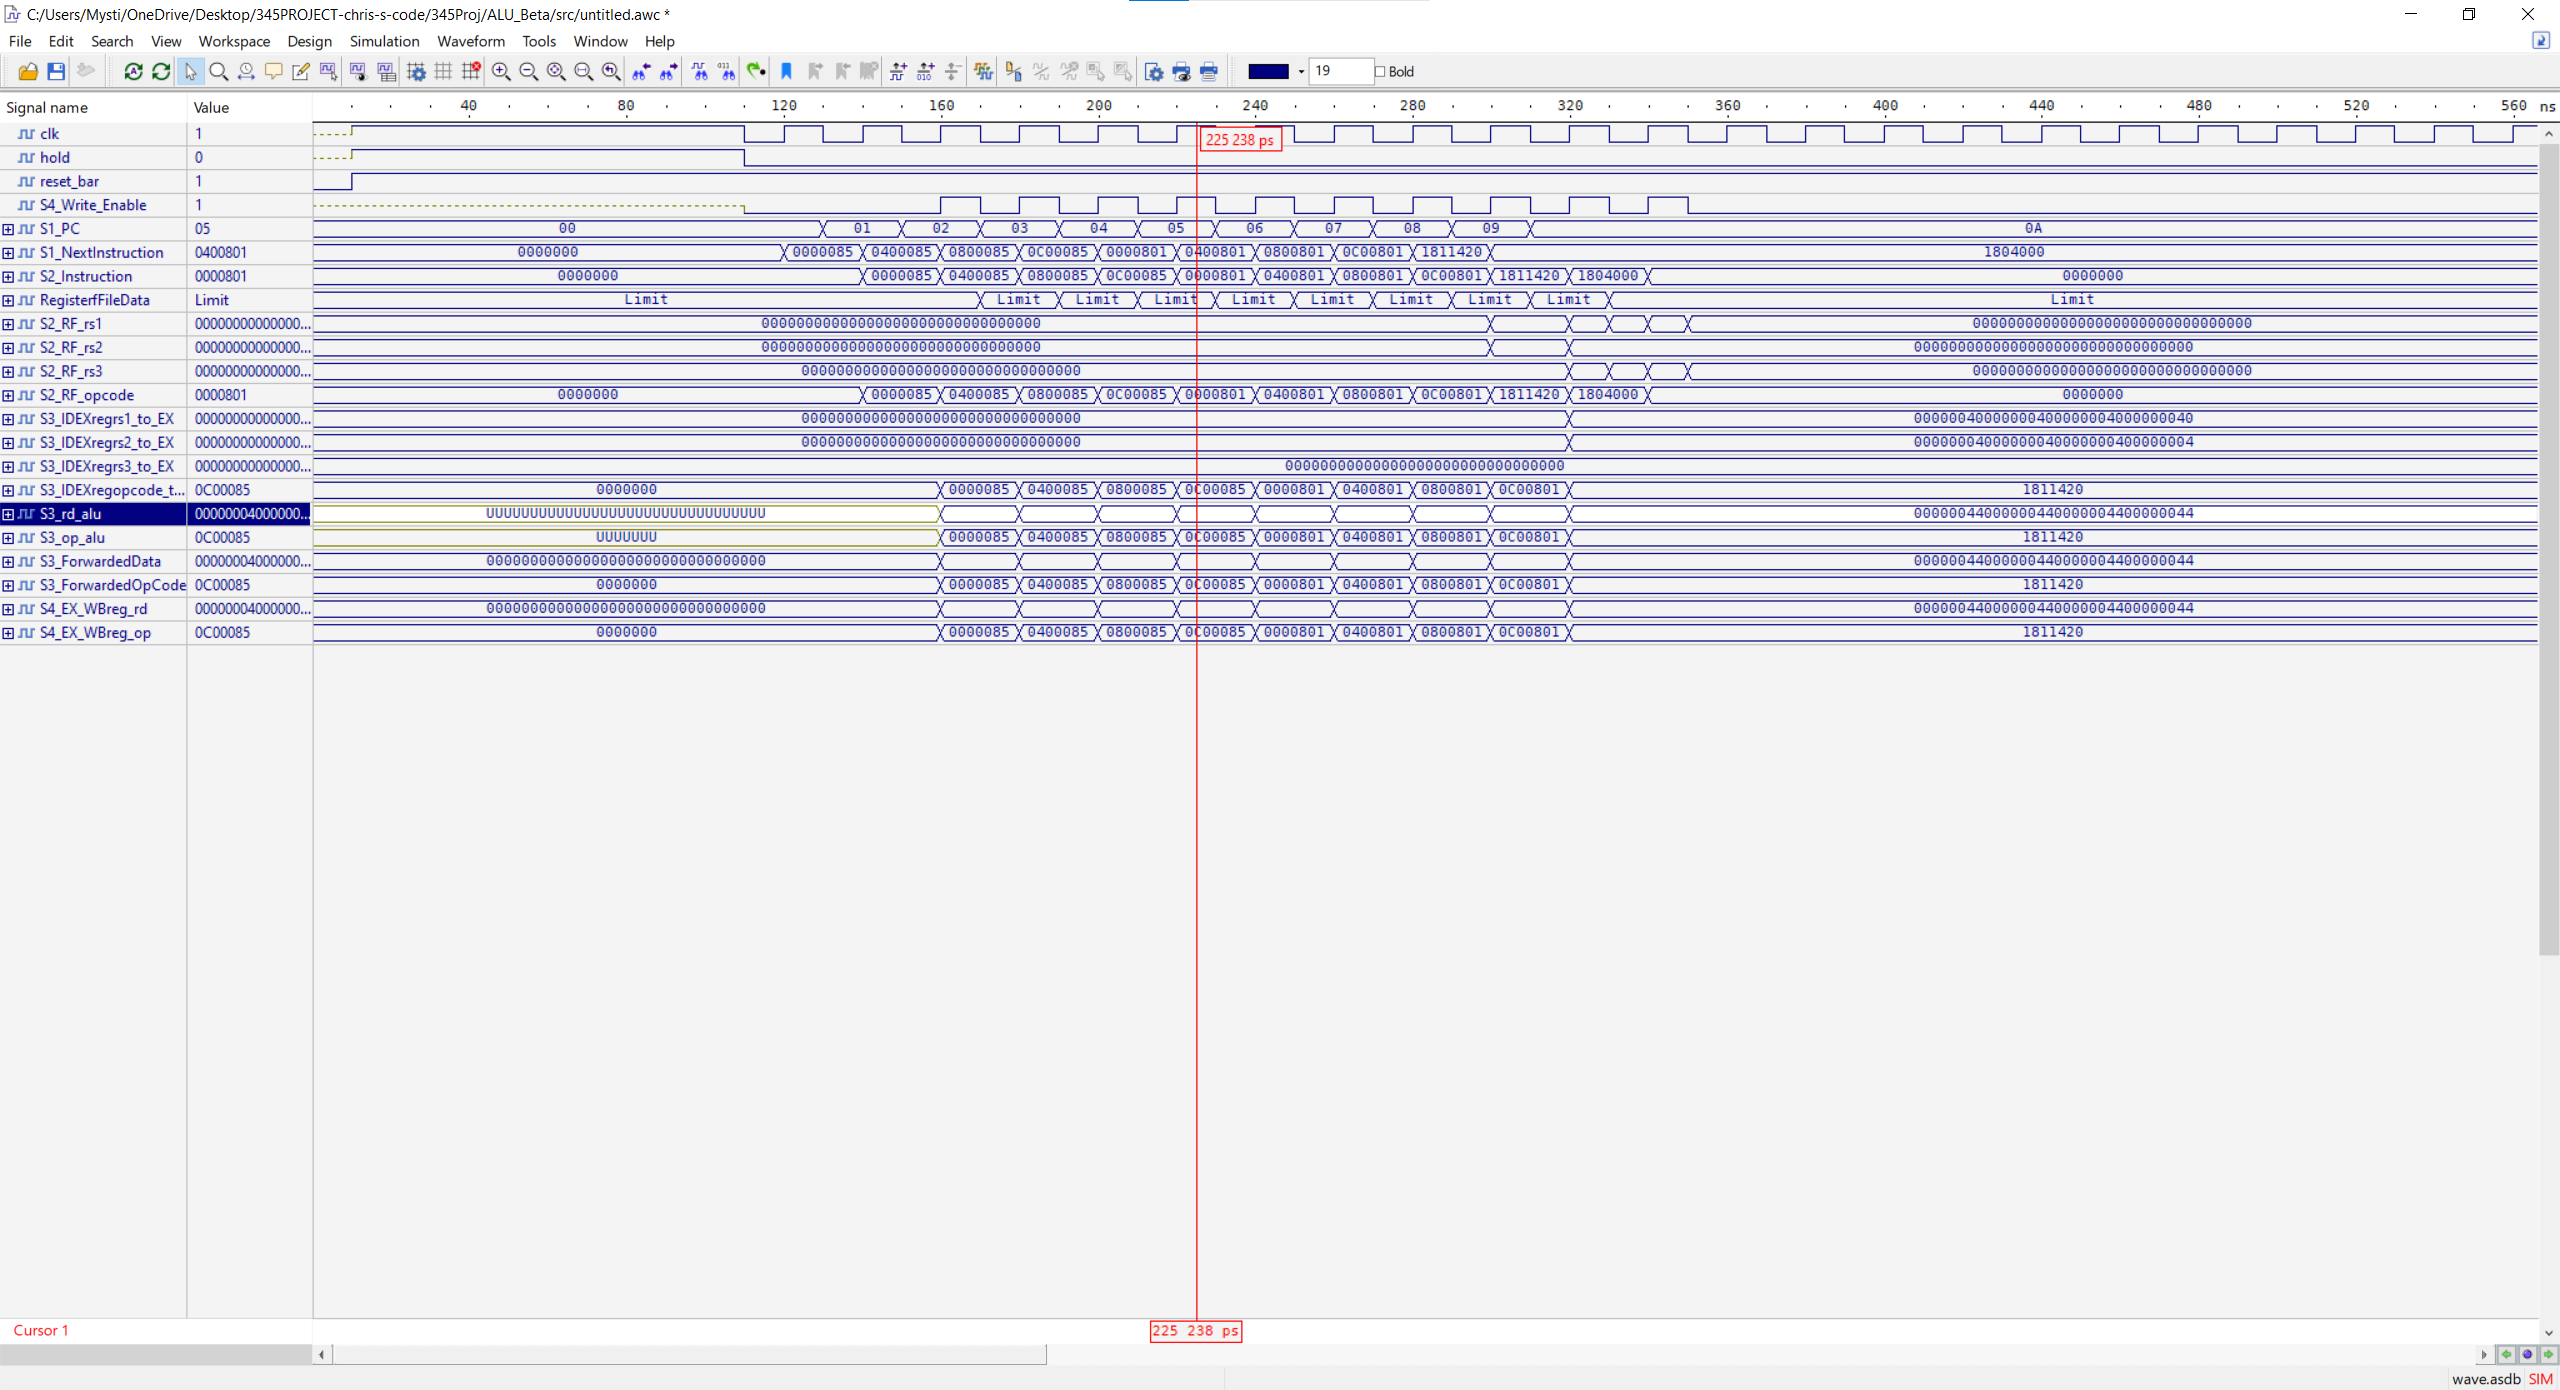 C:/Users/Mysti/OneDrive/Desktop/345PROJECT-chris-s-code/345Proj/ALU_Beta/src/untitled.awc *
File Edit Search View Workspace Design Simulation Waveform Tools Window Help
19 Bold
Signal name Value 40 80 120 160 200 240 280 320 360 400 440 480 520 560 ns
clk 1 225 238 ps
hold 0
reset_bar 1
S4_Write_Enable 1
S1_PC 05 00 01 02 03 04 05 06 07 08 09 0A
S1_NextInstruction 0400801 0000000 0000085 0400085 0800085 0C00085 0000801 0400801 0800801 0C00801 1811420 1804000
S2_Instruction 0000801 0000000 0000085 0400085 0800085 0C00085 0000801 0400801 0800801 0C00801 1811420 1804000 0000000
RegisterfFileData Limit Limit Limit Limit Limit Limit Limit Limit Limit Limit Limit
S2_RF_rs1 00000000000000... 00000000000000000000000000000000 00000000000000000000000000000000
S2_RF_rs2 00000000000000... 00000000000000000000000000000000 00000000000000000000000000000000
S2_RF_rs3 00000000000000... 00000000000000000000000000000000 00000000000000000000000000000000
S2_RF_opcode 0000801 0000000 0000085 0400085 0800085 0C00085 0000801 0400801 0800801 0C00801 1811420 1804000 0000000
S3_IDEXregrs1_to_EX 00000000000000... 00000000000000000000000000000000 00000040000000400000004000000040
S3_IDEXregrs2_to_EX 00000000000000... 00000000000000000000000000000000 00000004000000040000000400000004
S3_IDEXregrs3_to_EX 00000000000000... 00000000000000000000000000000000
S3_IDEXregopcode_t... 0C00085 0000000 0000085 0400085 0800085 0C00085 0000801 0400801 0800801 0C00801 1811420
S3_rd_alu 00000004000000... UUUUUUUUUUUUUUUUUUUUUUUUUUUUUUUU 00000044000000440000004400000044
S3_op_alu 0C00085 UUUUUUU 0000085 0400085 0800085 0C00085 0000801 0400801 0800801 0C00801 1811420
S3_ForwardedData 00000004000000... 00000000000000000000000000000000 00000044000000440000004400000044
S3_ForwardedOpCode 0C00085 0000000 0000085 0400085 0800085 0C00085 0000801 0400801 0800801 0C00801 1811420
S4_EX_WBreg_rd 00000004000000... 00000000000000000000000000000000 00000044000000440000004400000044
S4_EX_WBreg_op 0C00085 0000000 0000085 0400085 0800085 0C00085 0000801 0400801 0800801 0C00801 1811420
Cursor 1 225 238 ps
wave.asdb SIM